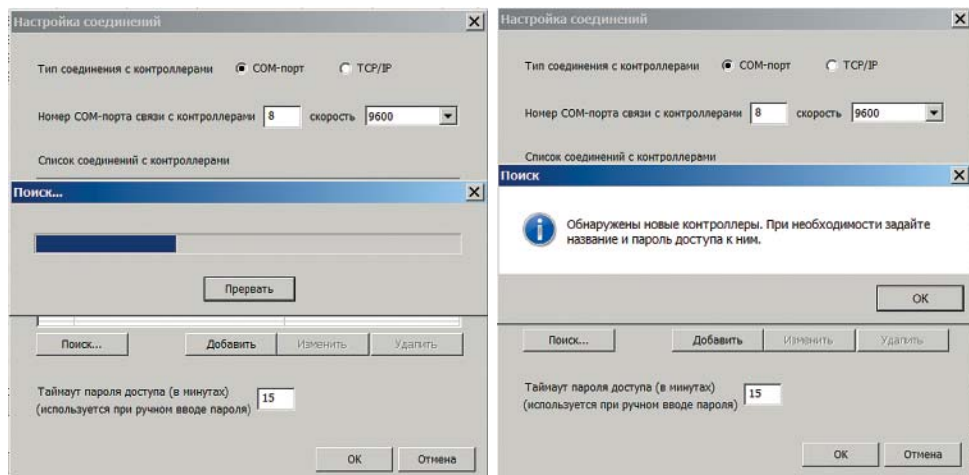 Настройка соединений
Тип соединения с контроллерами COM-порт TCP/IP
Номер COM-порта связи с контроллерами 8 скорость 9600
Список соединений с контроллерами
Поиск...
Прервать
Поиск... Добавить Изменить Удалить
Таймаут пароля доступа (в минутах) 15
(используется при ручном вводе пароля)
OK Отмена
Настройка соединений
Тип соединения с контроллерами COM-порт TCP/IP
Номер COM-порта связи с контроллерами 8 скорость 9600
Список соединений с контроллерами
Поиск
Обнаружены новые контроллеры. При необходимости задайте
название и пароль доступа к ним.
OK
Поиск... Добавить Изменить Удалить
Таймаут пароля доступа (в минутах) 15
(используется при ручном вводе пароля)
OK Отмена